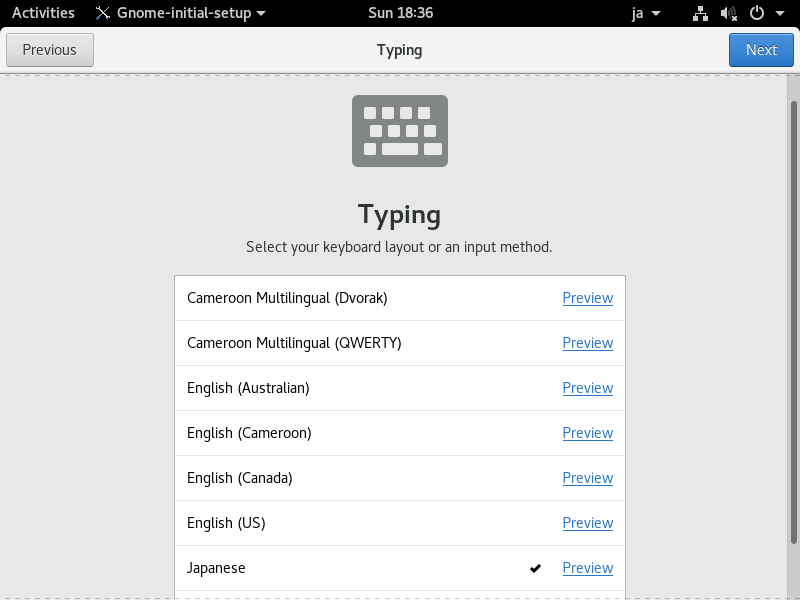 Activities Gnome-initial-setup Sun 18:36 ja
Previous Typing Next
Typing
Select your keyboard layout or an input method.
Cameroon Multilingual (Dvorak) Preview
Cameroon Multilingual (QWERTY) Preview
English (Australian) Preview
English (Cameroon) Preview
English (Canada) Preview
English (US) Preview
Japanese Preview